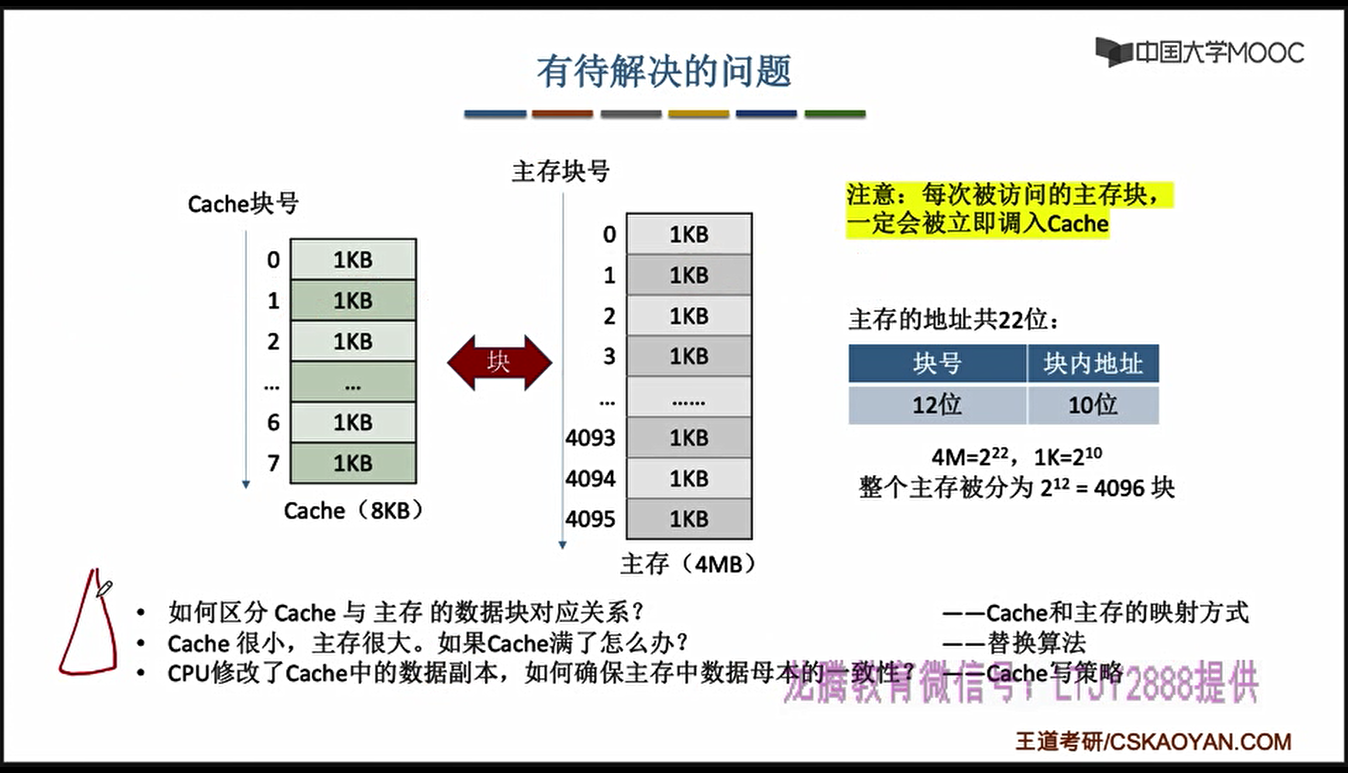 中国大学MOOC
有待解决的问题
Cache块号
0 1KB
1 1KB
2 1KB
... ...
6 1KB
7 1KB
Cache（8KB）
块
主存块号
0 1KB
1 1KB
2 1KB
3 1KB
... ......
4093 1KB
4094 1KB
4095 1KB
主存（4MB）
注意：每次被访问的主存块，
一定会被立即调入Cache
主存的地址共22位：
块号 块内地址
12位 10位
4M=2²²，1K=2¹⁰
整个主存被分为 2¹² = 4096 块
• 如何区分 Cache 与 主存 的数据块对应关系？ ——Cache和主存的映射方式
• Cache 很小，主存很大。如果Cache满了怎么办？ ——替换算法
• CPU修改了Cache中的数据副本，如何确保主存中数据母本的一致性？ ——Cache写策略
龙腾教育微信号：LTJY2888提供
王道考研/CSKAOYAN.COM